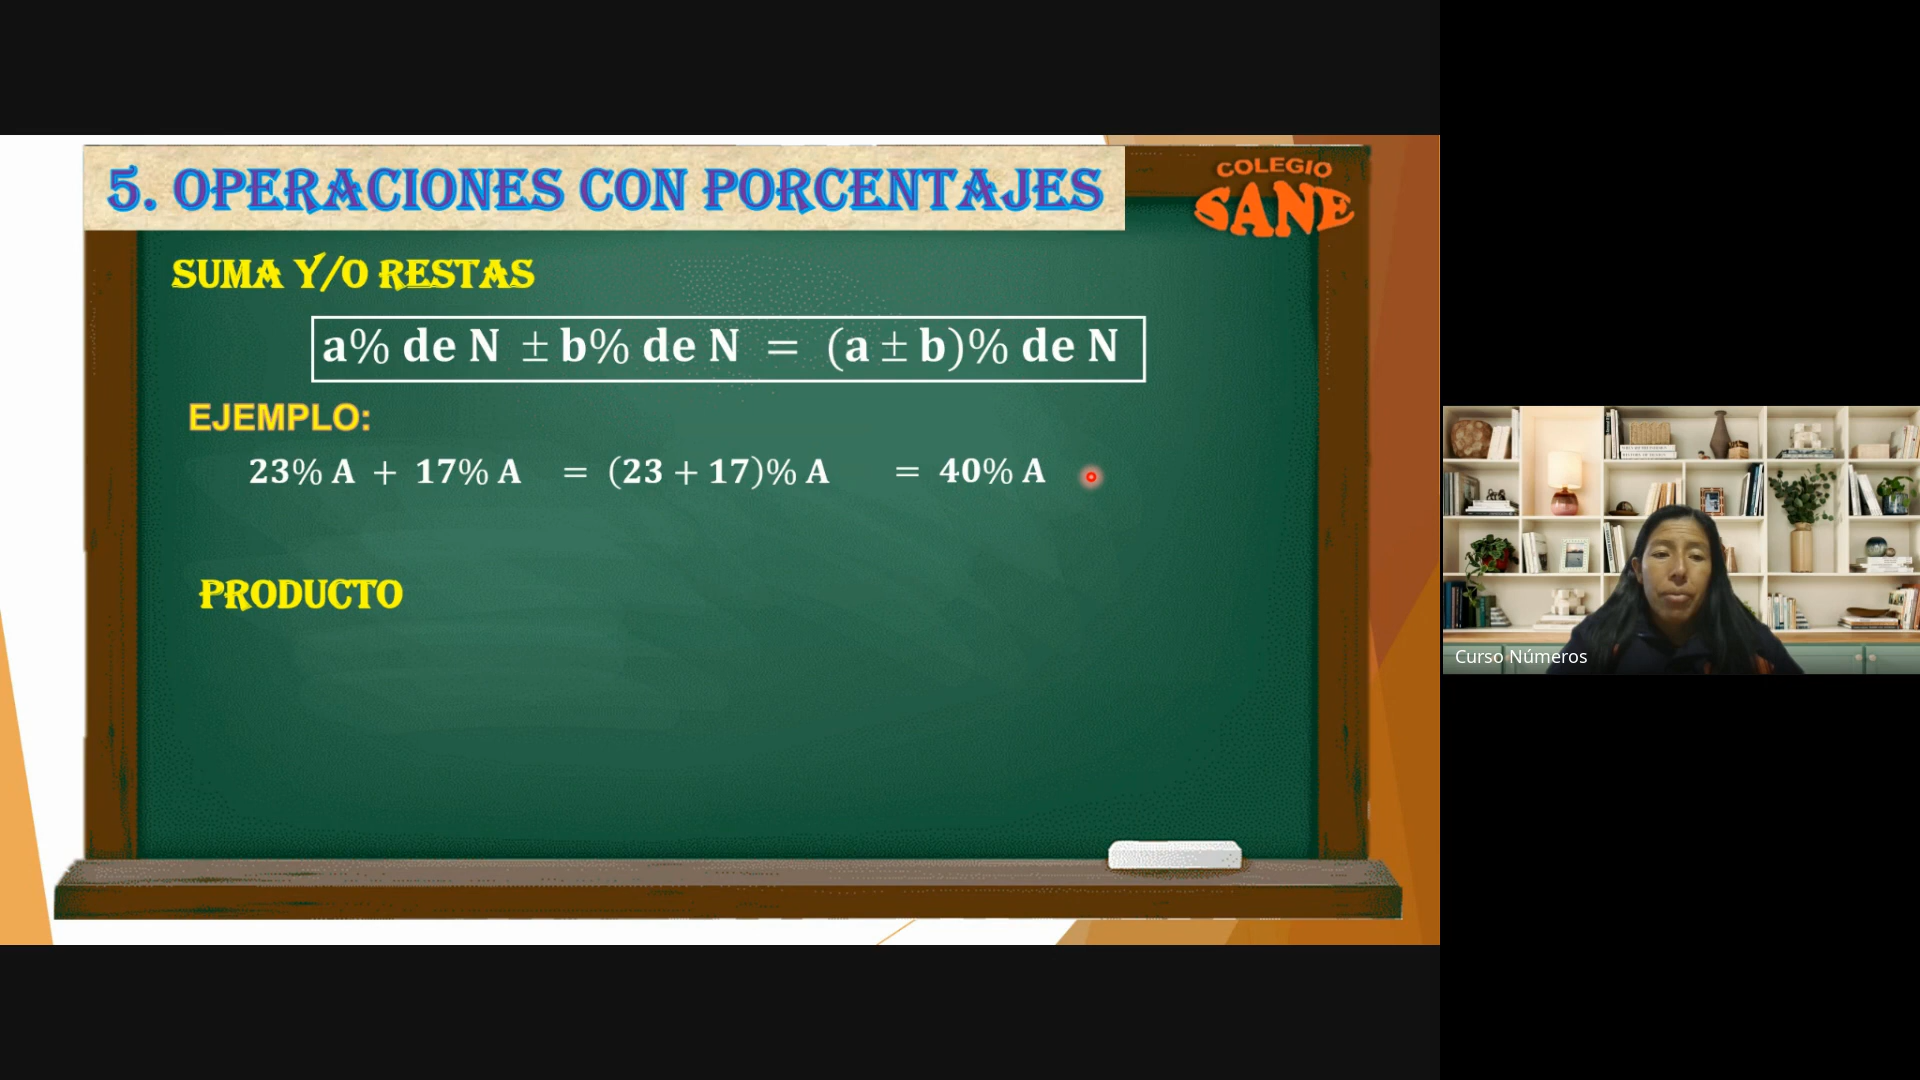 5. OPERACIONES CON PORCENTAJES
COLEGIO
SANE
SUMA Y/O RESTAS
a% de N ± b% de N = (a ± b)% de N
EJEMPLO:
23% A + 17% A = (23 + 17)% A = 40% A
PRODUCTO
Curso Números